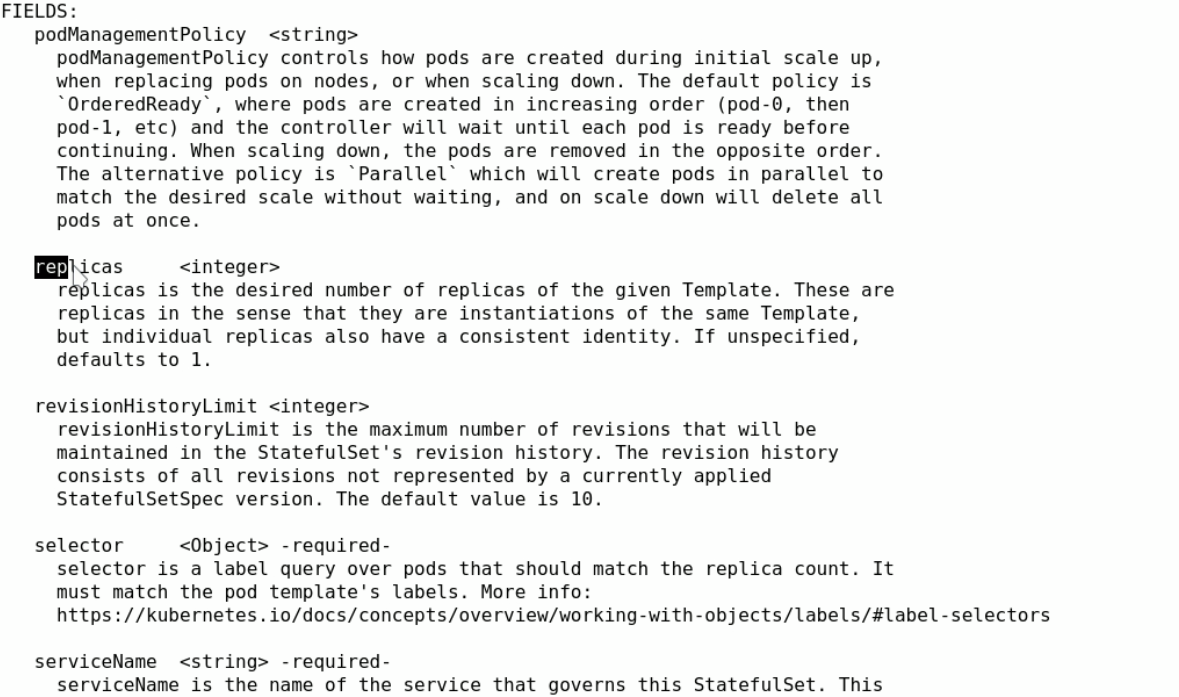 FIELDS:
podManagementPolicy  <string>
podManagementPolicy controls how pods are created during initial scale up,
when replacing pods on nodes, or when scaling down. The default policy is
`OrderedReady`, where pods are created in increasing order (pod-0, then
pod-1, etc) and the controller will wait until each pod is ready before
continuing. When scaling down, the pods are removed in the opposite order.
The alternative policy is `Parallel` which will create pods in parallel to
match the desired scale without waiting, and on scale down will delete all
pods at once.
replicas     <integer>
replicas is the desired number of replicas of the given Template. These are
replicas in the sense that they are instantiations of the same Template,
but individual replicas also have a consistent identity. If unspecified,
defaults to 1.
revisionHistoryLimit <integer>
revisionHistoryLimit is the maximum number of revisions that will be
maintained in the StatefulSet's revision history. The revision history
consists of all revisions not represented by a currently applied
StatefulSetSpec version. The default value is 10.
selector     <Object> -required-
selector is a label query over pods that should match the replica count. It
must match the pod template's labels. More info:
https://kubernetes.io/docs/concepts/overview/working-with-objects/labels/#label-selectors
serviceName  <string> -required-
serviceName is the name of the service that governs this StatefulSet. This